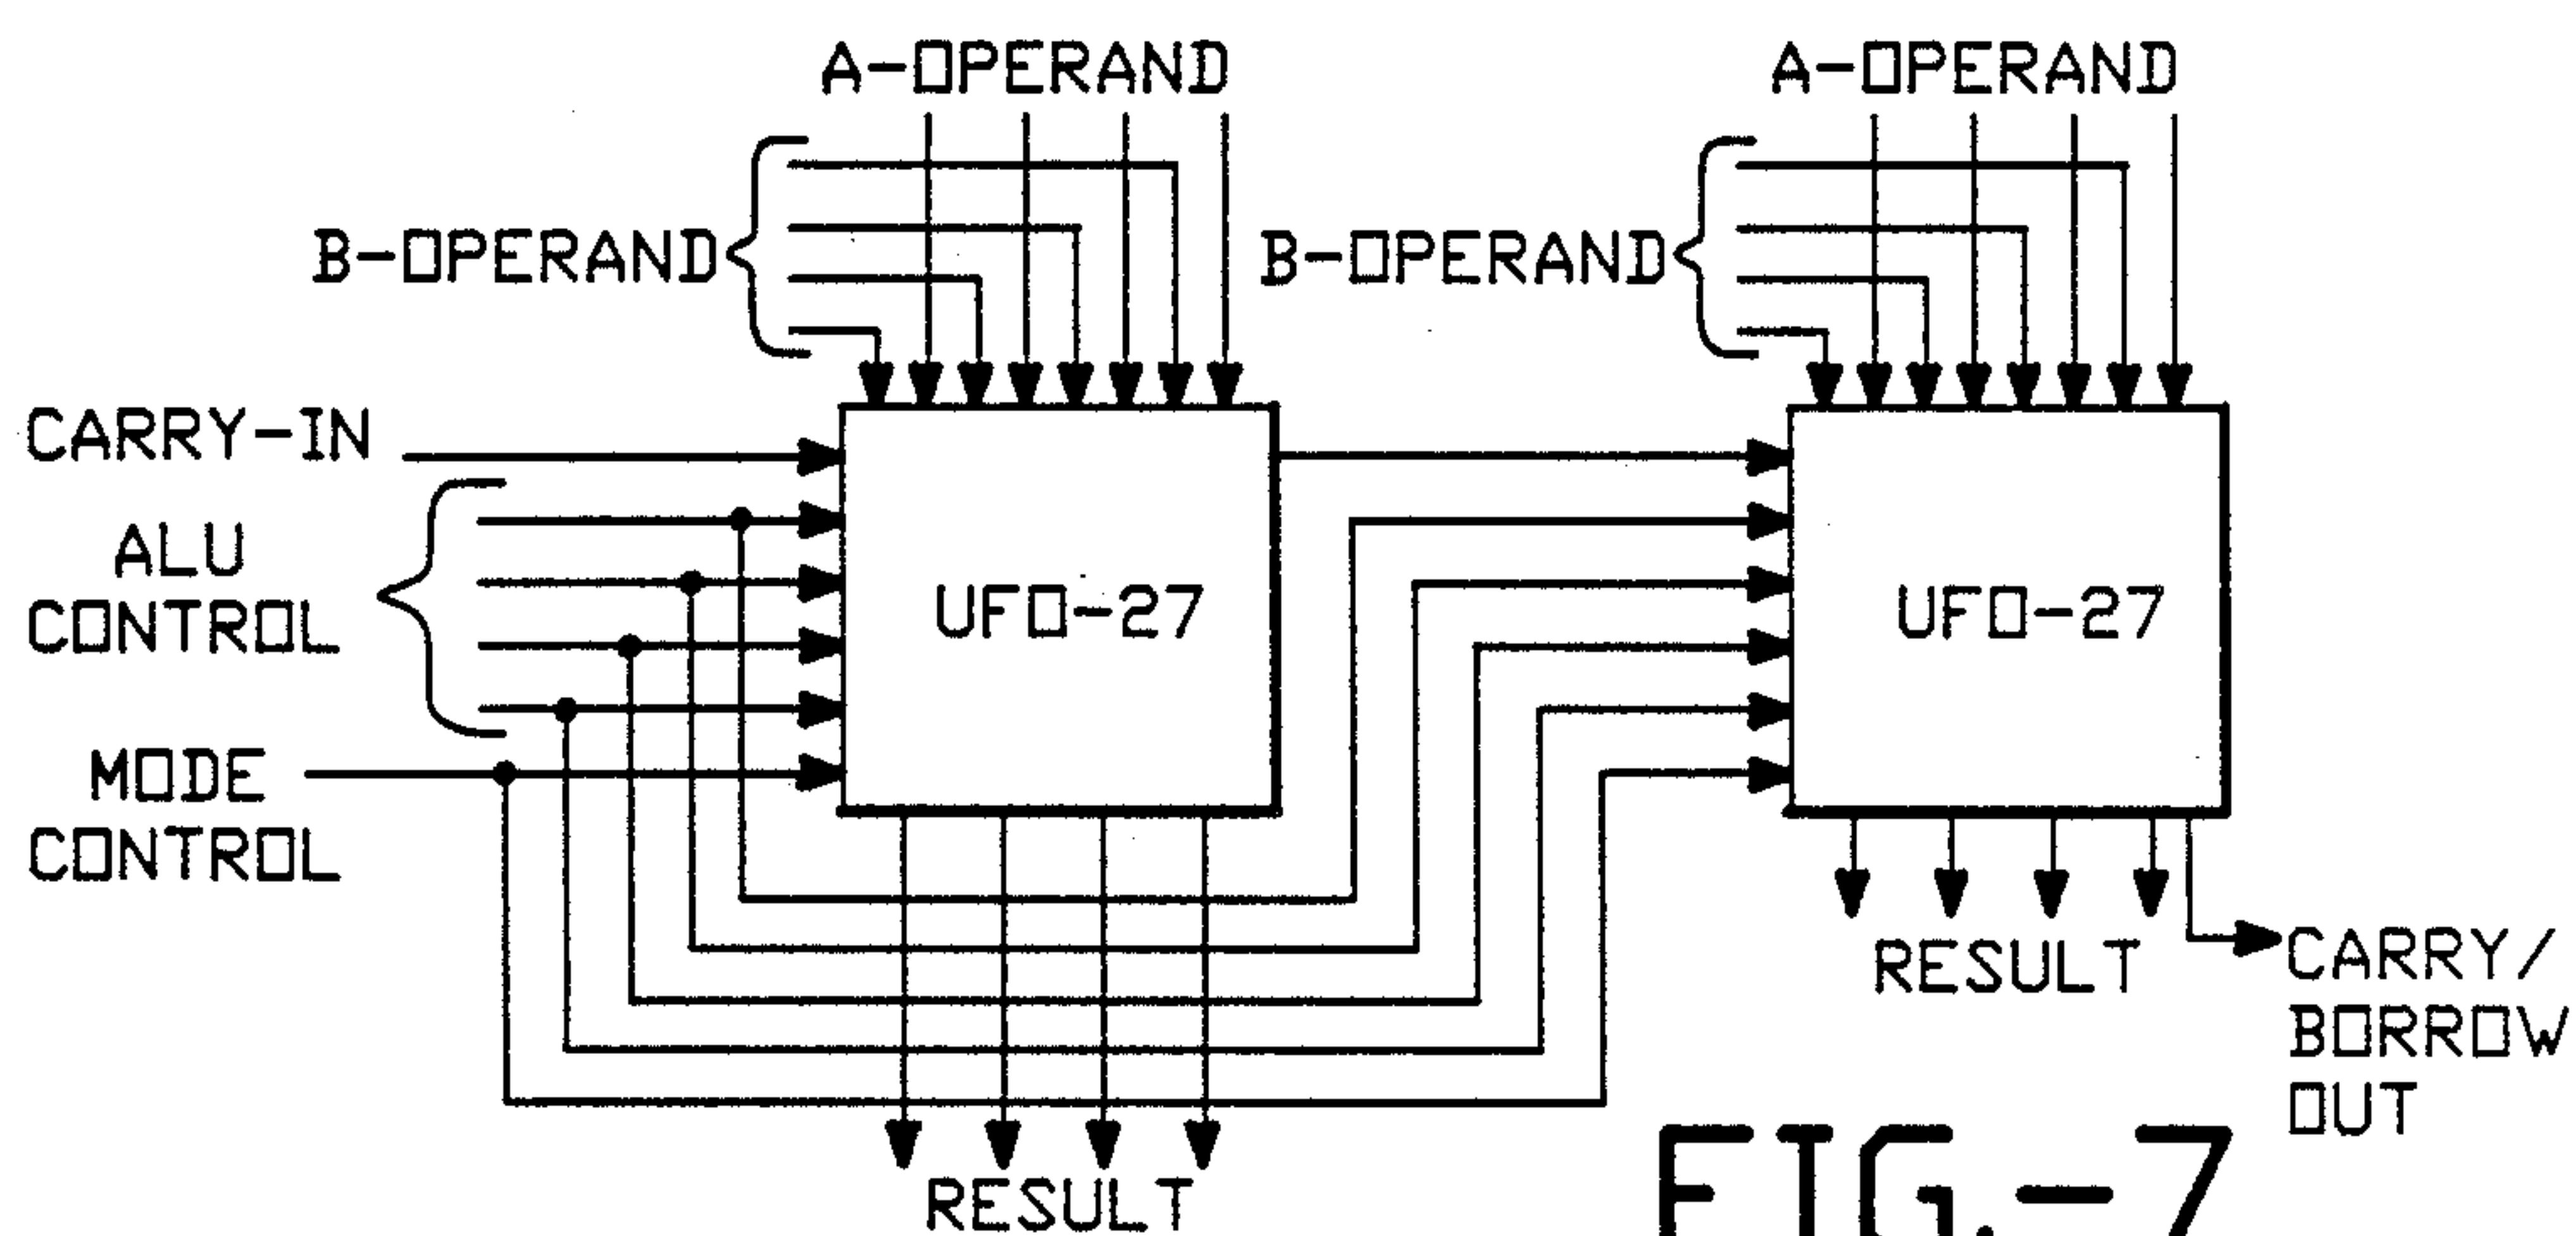 A-OPERAND
A-OPERAND
B-OPERAND
B-OPERAND
CARRY-IN
ALU
CONTROL
UFO-27
UFO-27
MODE
CONTROL
RESULT
CARRY/
BORROW
OUT
RESULT
FIG.-7